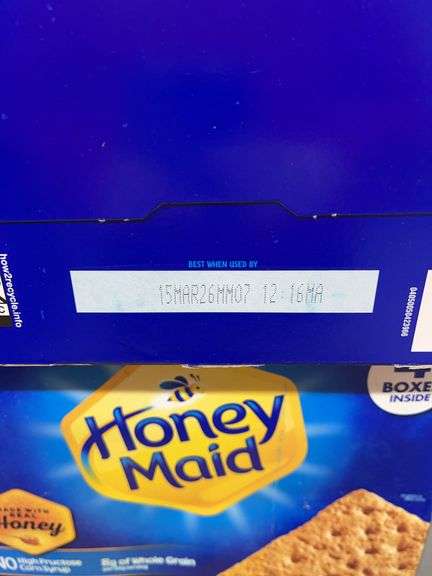 BEST WHEN USED BY
15MAR26MM07 12:16MA
how2recycle.info
BOXE
INSIDE
Honey
Maid
MADE WITH
REAL
Honey
NO High Fructose
Corn Syrup
8g of Whole Grain